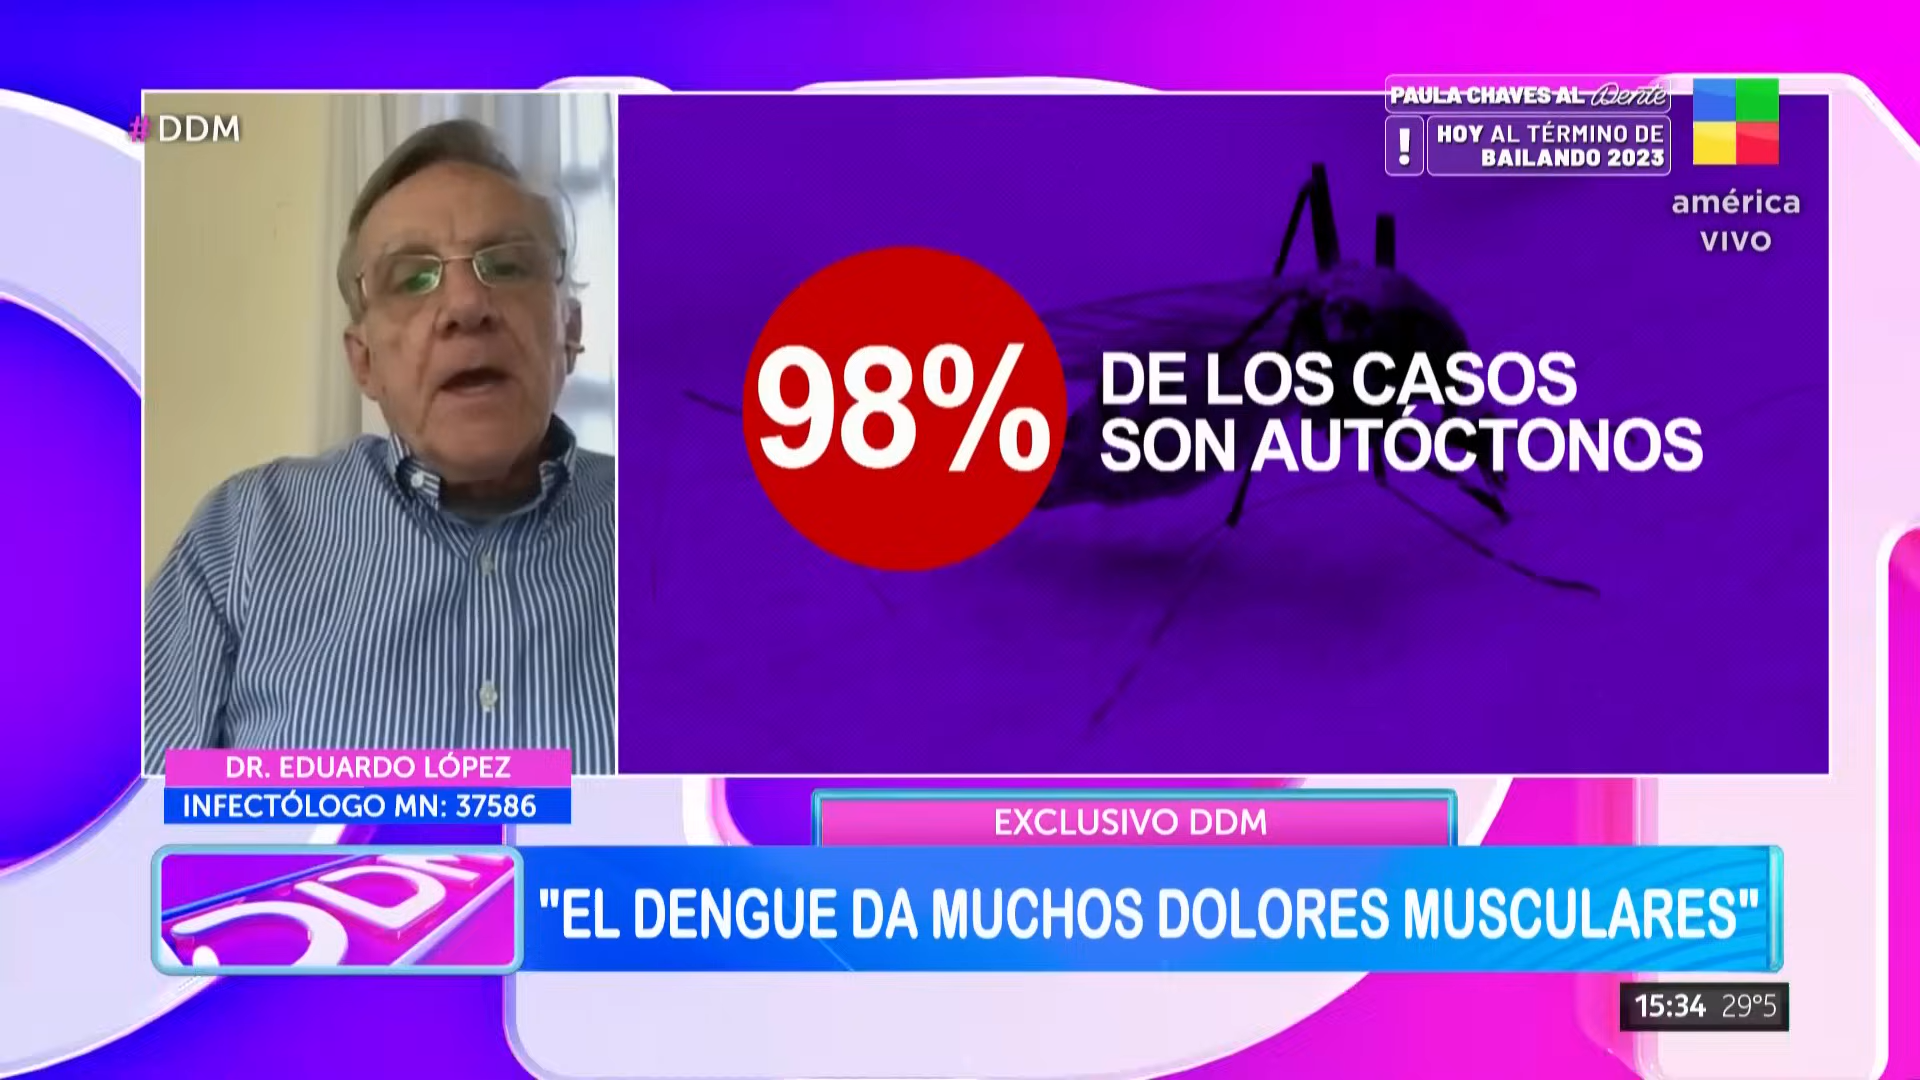 #DDM
PAULA CHAVES AL Dente
!
HOY AL TÉRMINO DE
BAILANDO 2023
américa
VIVO
98%
DE LOS CASOS
SON AUTÓCTONOS
DR. EDUARDO LÓPEZ
INFECTÓLOGO MN: 37586
EXCLUSIVO DDM
DDM
"EL DENGUE DA MUCHOS DOLORES MUSCULARES"
15:34 29°5